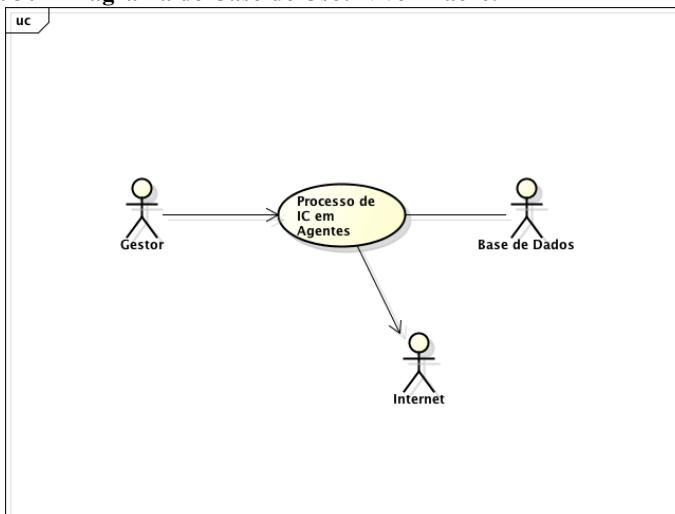 uc
Processo de
IC em
Agentes
Gestor
Base de Dados
Internet